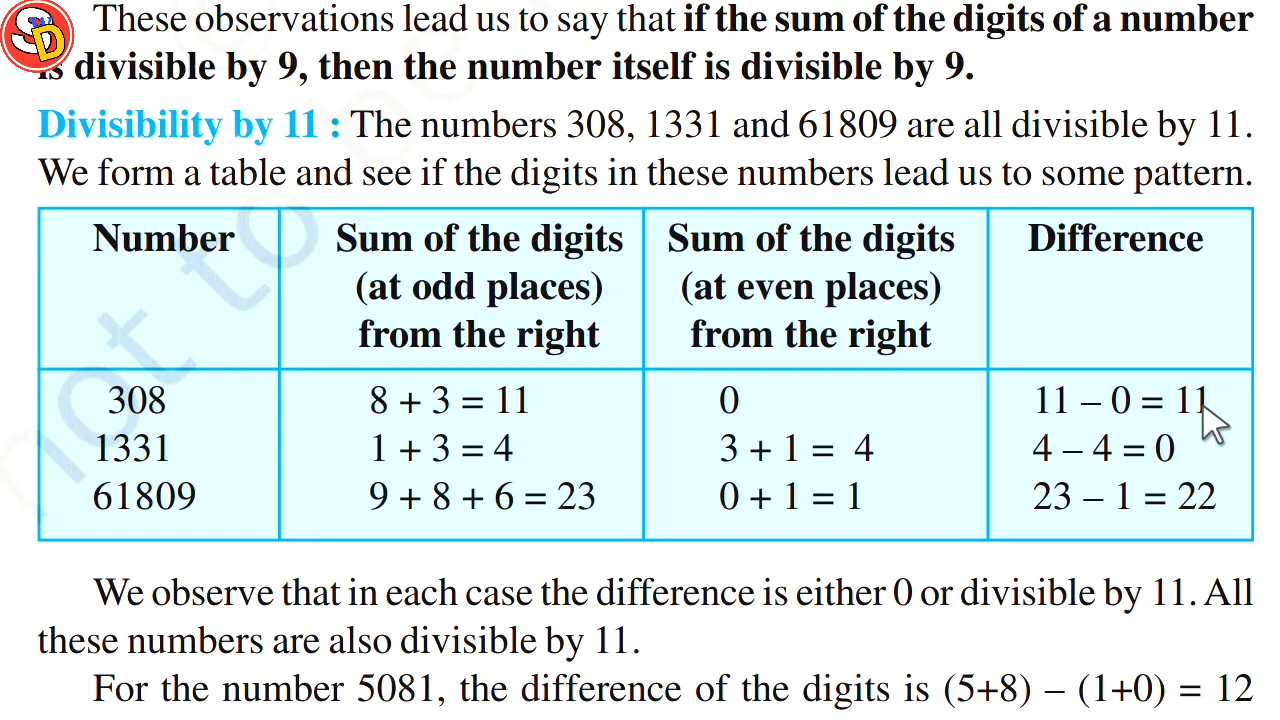 SD
These observations lead us to say that if the sum of the digits of a number
is divisible by 9, then the number itself is divisible by 9.
Divisibility by 11 : The numbers 308, 1331 and 61809 are all divisible by 11.
We form a table and see if the digits in these numbers lead us to some pattern.
Number Sum of the digits (at odd places) from the right Sum of the digits (at even places) from the right Difference
308 8 + 3 = 11 0 11 – 0 = 11
1331 1 + 3 = 4 3 + 1 = 4 4 – 4 = 0
61809 9 + 8 + 6 = 23 0 + 1 = 1 23 – 1 = 22
We observe that in each case the difference is either 0 or divisible by 11. All
these numbers are also divisible by 11.
For the number 5081, the difference of the digits is (5+8) – (1+0) = 12
not to be